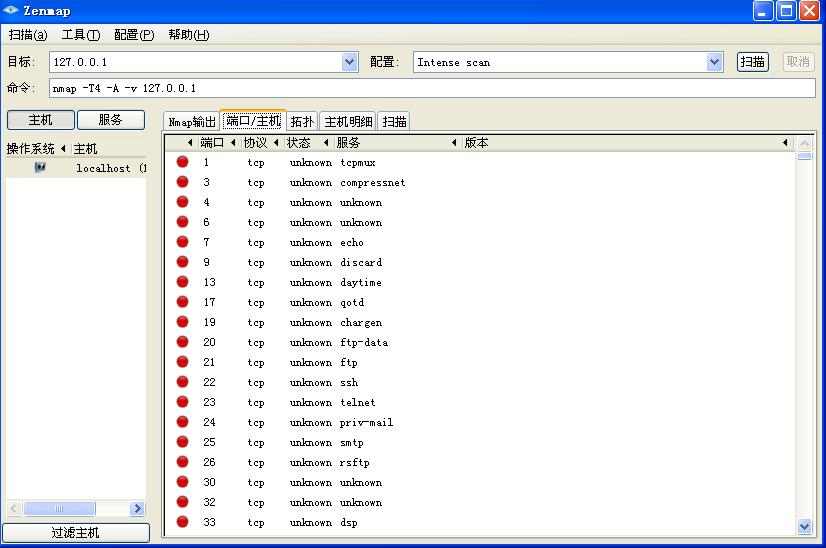 Zenmap
扫描(a) 工具(T) 配置(P) 帮助(H)
目标: 127.0.0.1 配置: Intense scan 扫描 取消
命令: nmap -T4 -A -v 127.0.0.1
主机 服务 Nmap输出 端口/主机 拓扑 主机明细 扫描
操作系统 主机 端口 协议 状态 服务 版本
localhost (1
1 tcp unknown tcpmux
3 tcp unknown compressnet
4 tcp unknown unknown
6 tcp unknown unknown
7 tcp unknown echo
9 tcp unknown discard
13 tcp unknown daytime
17 tcp unknown qotd
19 tcp unknown chargen
20 tcp unknown ftp-data
21 tcp unknown ftp
22 tcp unknown ssh
23 tcp unknown telnet
24 tcp unknown priv-mail
25 tcp unknown smtp
26 tcp unknown rsftp
30 tcp unknown unknown
32 tcp unknown unknown
33 tcp unknown dsp
过滤主机